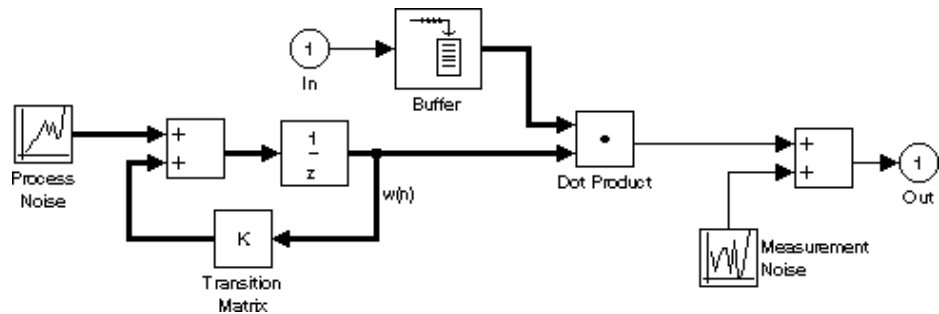 1
In
Buffer
Process
Noise
+
+
1
z
w(n)
K
Transition
Matrix
Dot Product
+
+
1
Out
Measurement
Noise